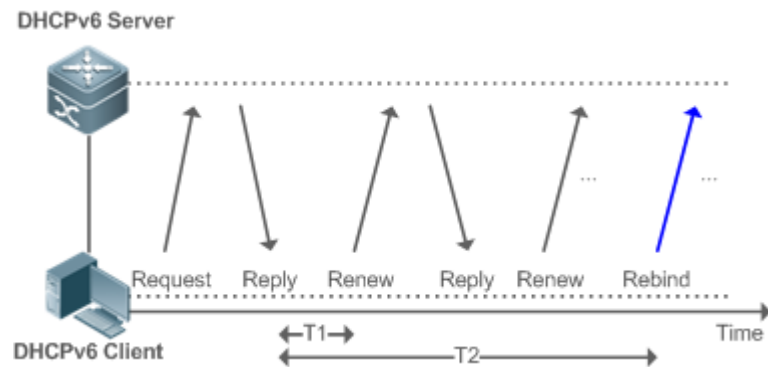 DHCPv6 Server
... ...
Request Reply Renew Reply Renew Rebind
Time
T1
DHCPv6 Client
T2